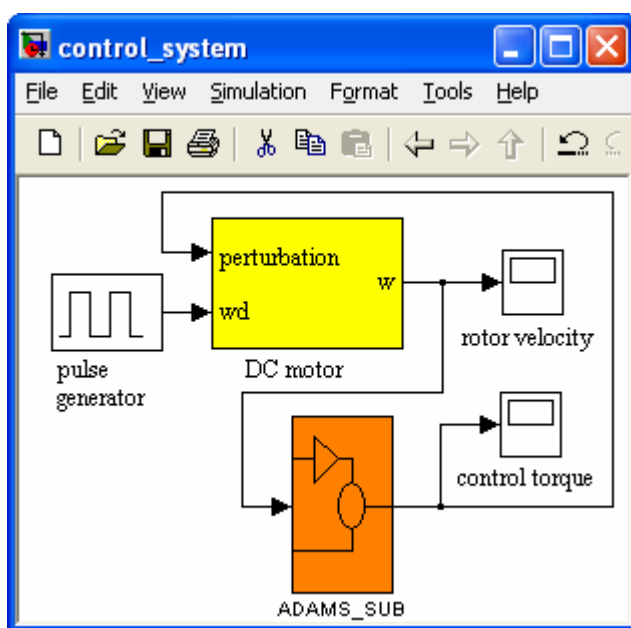 control_system
File Edit View Simulation Format Tools Help
perturbation
w
wd
rotor velocity
pulse
generator
DC motor
control torque
ADAMS_SUB